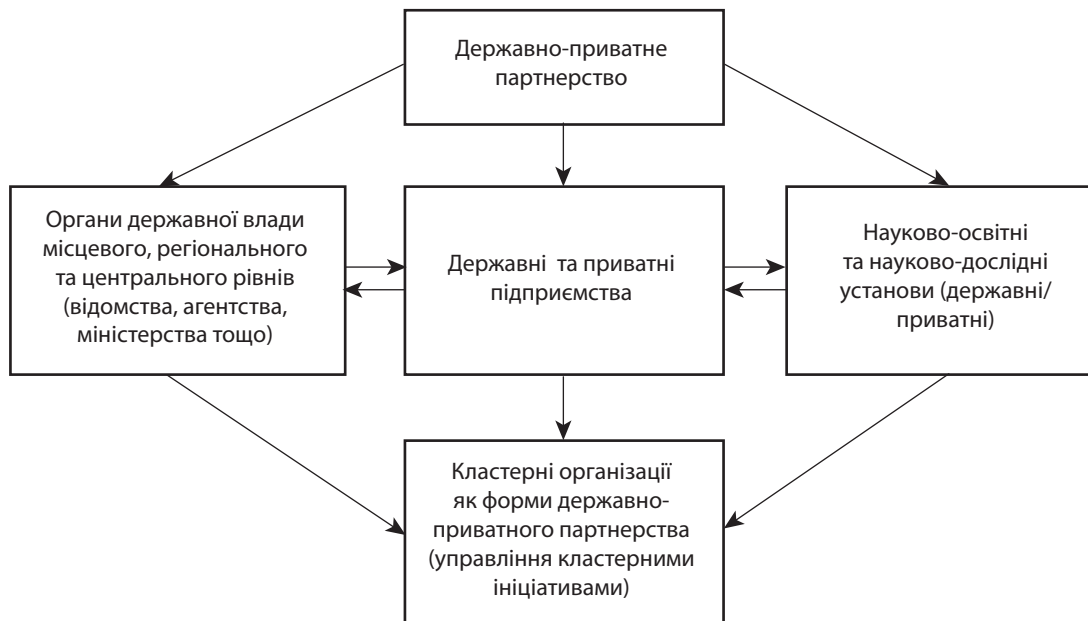 Державно-приватне
партнерство
Органи державної влади
місцевого, регіонального
та центрального рівнів
(відомства, агентства,
міністерства тощо)
Державні та приватні
підприємства
Науково-освітні
та науково-дослідні
установи (державні/
приватні)
Кластерні організації
як форми державно-
приватного партнерства
(управління кластерними
ініціативами)